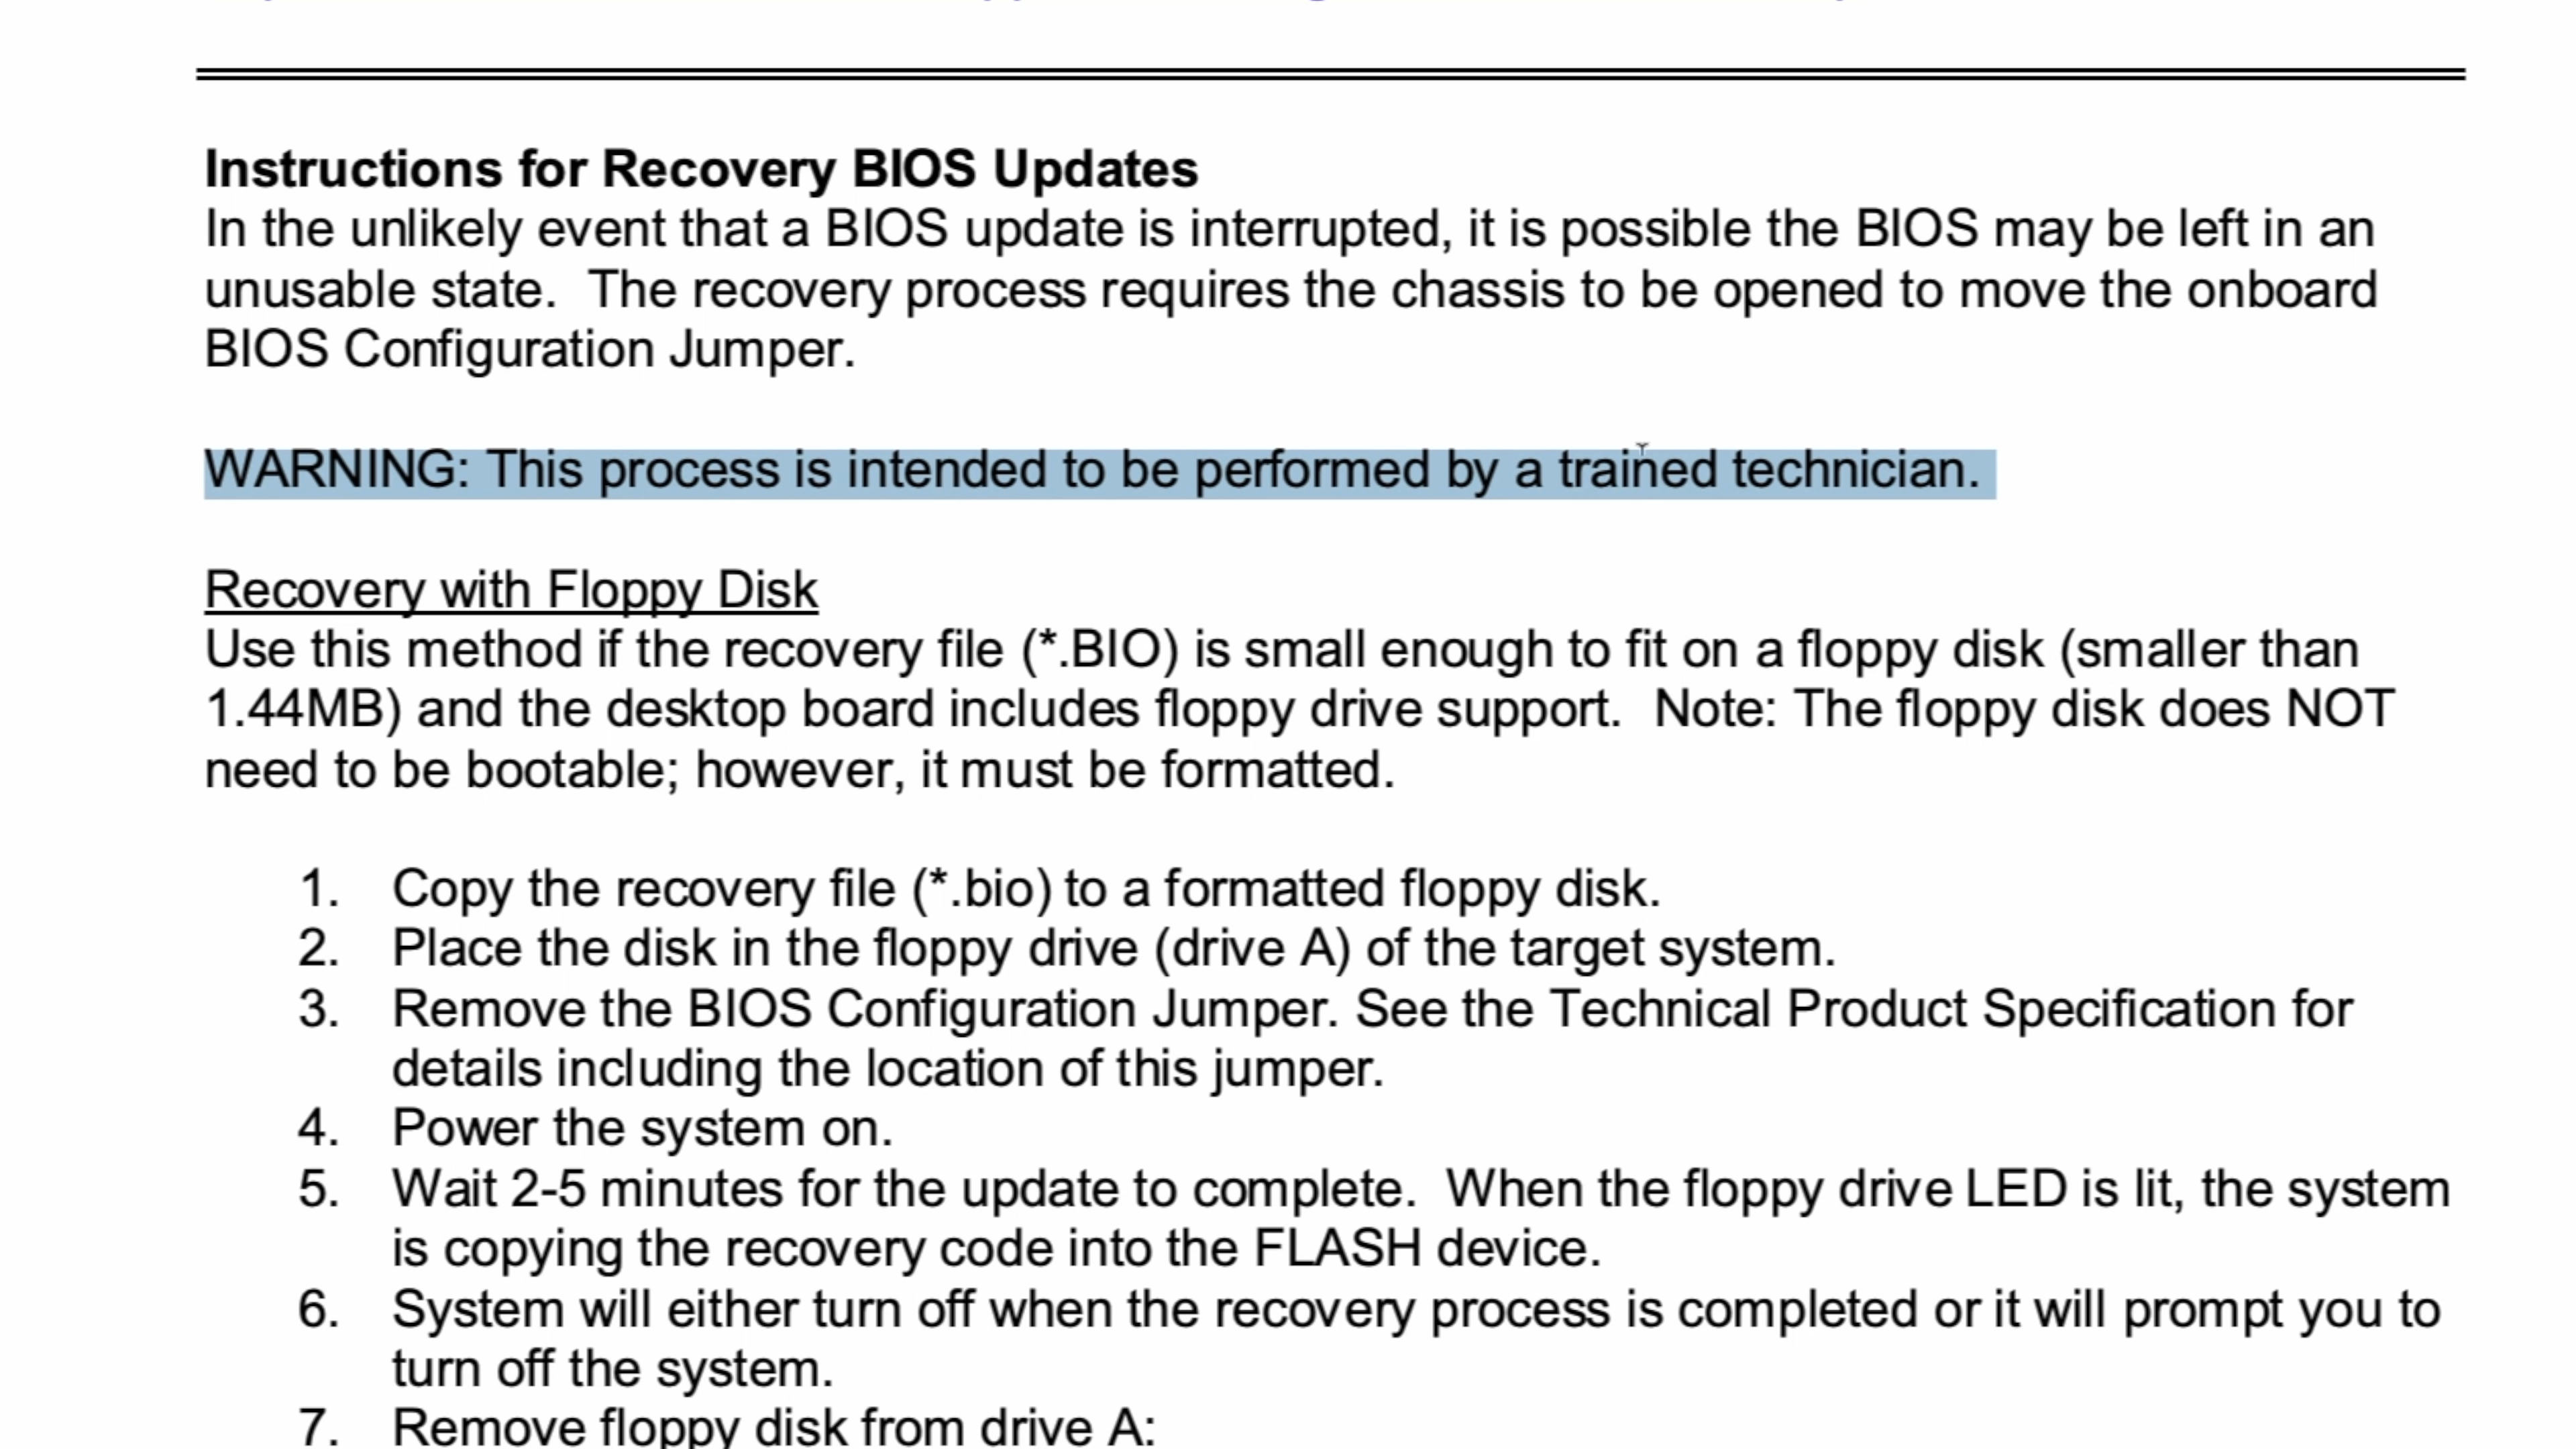 Instructions for Recovery BIOS Updates
In the unlikely event that a BIOS update is interrupted, it is possible the BIOS may be left in an
unusable state.  The recovery process requires the chassis to be opened to move the onboard
BIOS Configuration Jumper.
WARNING: This process is intended to be performed by a trained technician.
Recovery with Floppy Disk
Use this method if the recovery file (*.BIO) is small enough to fit on a floppy disk (smaller than
1.44MB) and the desktop board includes floppy drive support.  Note: The floppy disk does NOT
need to be bootable; however, it must be formatted.
1. Copy the recovery file (*.bio) to a formatted floppy disk.
2. Place the disk in the floppy drive (drive A) of the target system.
3. Remove the BIOS Configuration Jumper. See the Technical Product Specification for
details including the location of this jumper.
4. Power the system on.
5. Wait 2-5 minutes for the update to complete.  When the floppy drive LED is lit, the system
is copying the recovery code into the FLASH device.
6. System will either turn off when the recovery process is completed or it will prompt you to
turn off the system.
7. Remove floppy disk from drive A: